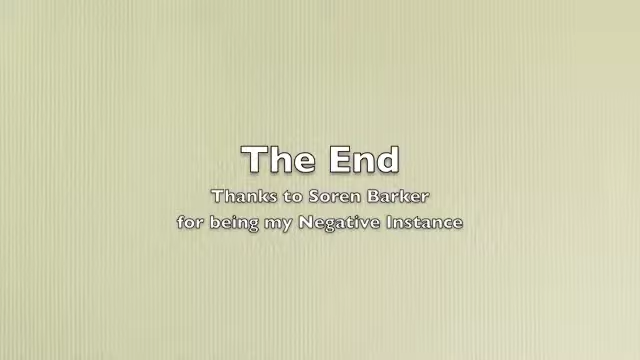 The End
Thanks to Soren Barker
for being my Negative Instance